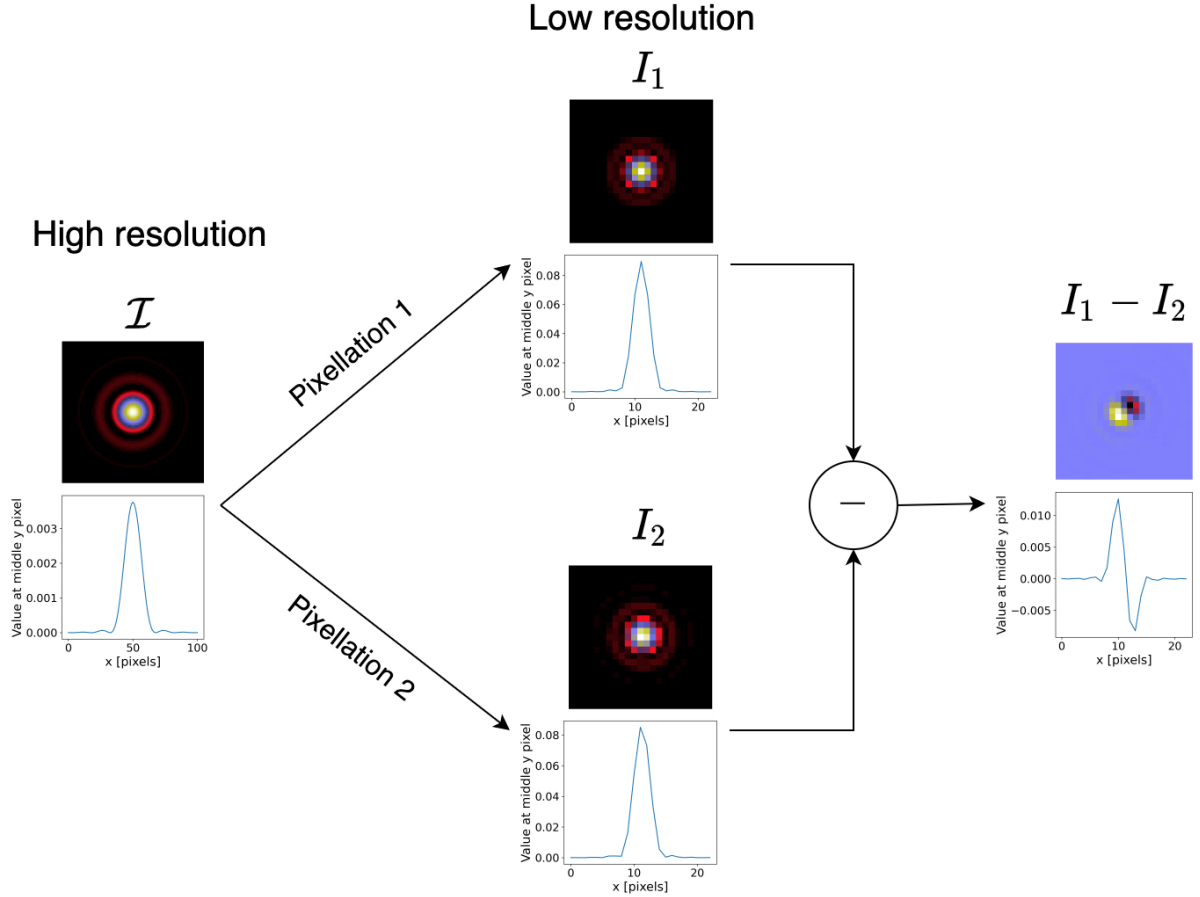 Low resolution
I₁
0.08
0.06
0.04
0.02
0.00
Value at middle y pixel
0 10 20
x [pixels]
High resolution
ℐ
0.003
0.002
0.001
0.000
Value at middle y pixel
0 50 100
x [pixels]
Pixellation 1
Pixellation 2
I₂
0.08
0.06
0.04
0.02
0.00
Value at middle y pixel
0 10 20
x [pixels]
−
I₁ − I₂
0.010
0.005
0.000
−0.005
Value at middle y pixel
0 10 20
x [pixels]